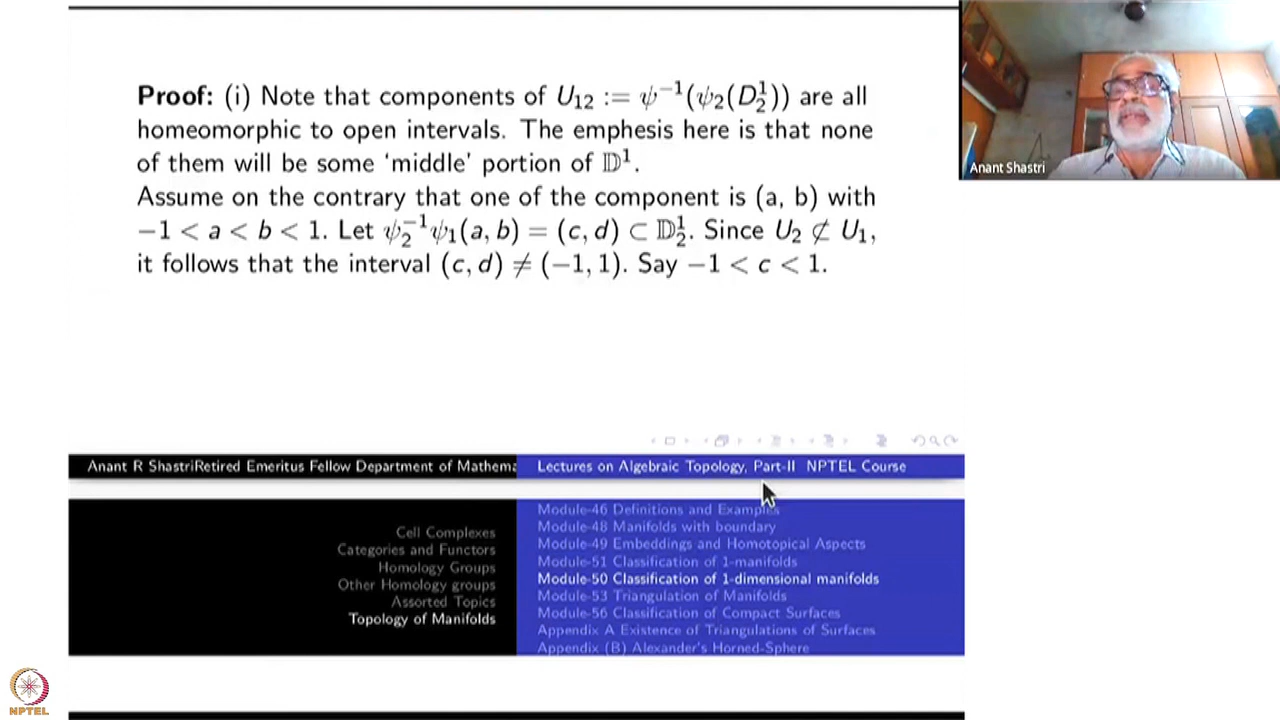 Proof: (i) Note that components of U₁₂ := ψ⁻¹(ψ₂(D¹₂)) are all
homeomorphic to open intervals. The emphesis here is that none
of them will be some ‘middle’ portion of 𝔻¹.
Assume on the contrary that one of the component is (a, b) with
−1 < a < b < 1. Let ψ₂⁻¹ψ₁(a, b) = (c, d) ⊂ 𝔻¹₂. Since U₂ ⊄ U₁,
it follows that the interval (c, d) ≠ (−1, 1). Say −1 < c < 1.
Anant Shastri
Anant R ShastriRetired Emeritus Fellow Department of Mathema
Lectures on Algebraic Topology, Part-II NPTEL Course
Cell Complexes
Categories and Functors
Homology Groups
Other Homology groups
Assorted Topics
Topology of Manifolds
Module-46 Definitions and Examples
Module-48 Manifolds with boundary
Module-49 Embeddings and Homotopical Aspects
Module-51 Classification of 1-manifolds
Module-50 Classification of 1-dimensional manifolds
Module-53 Triangulation of Manifolds
Module-56 Classification of Compact Surfaces
Appendix A Existence of Triangulations of Surfaces
Appendix (B) Alexander's Horned-Sphere
NPTEL